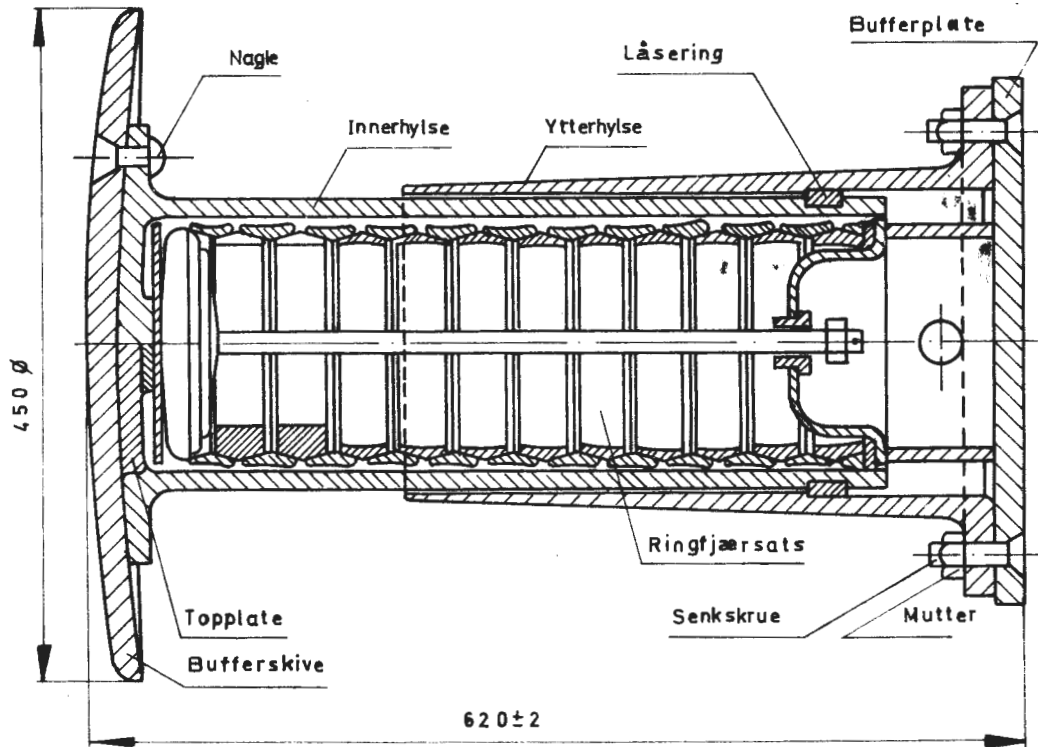 Bufferplate
Nagle
Låsering
Innerhylse
Ytterhylse
450 Ø
Ringfjærsats
Topplate
Senkskrue
Mutter
Bufferskive
620±2